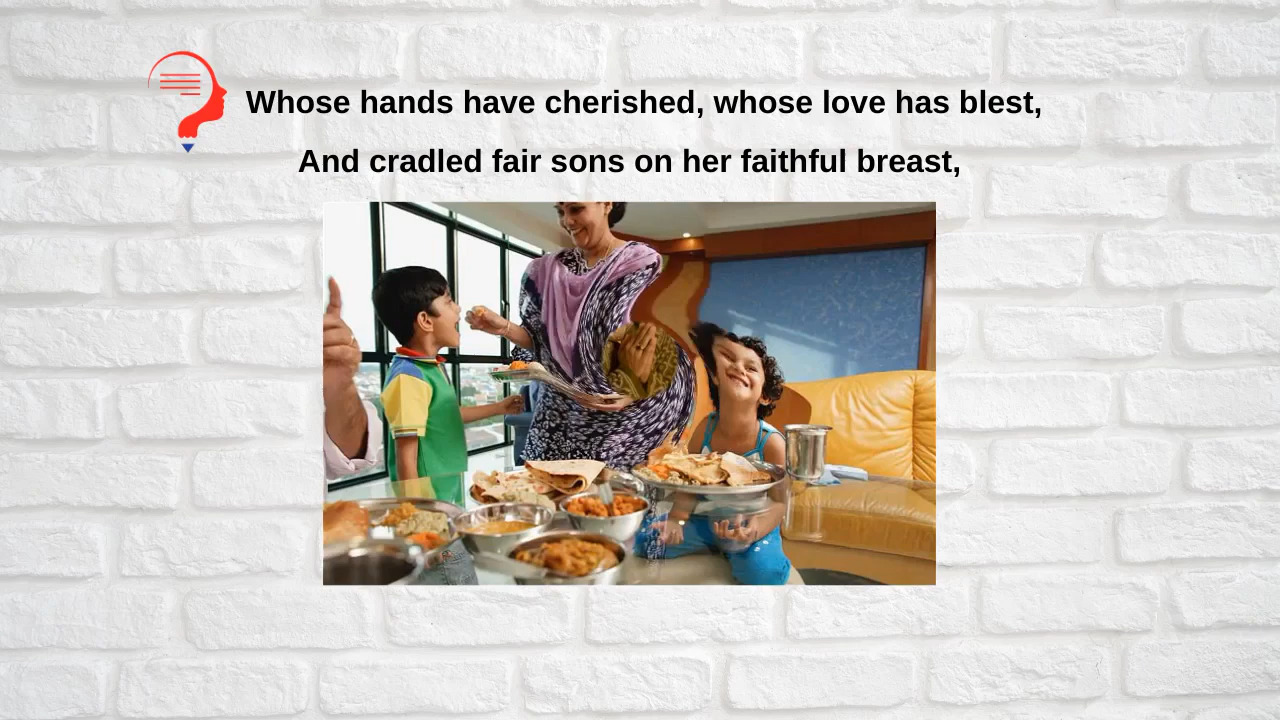 Whose hands have cherished, whose love has blest,
And cradled fair sons on her faithful breast,